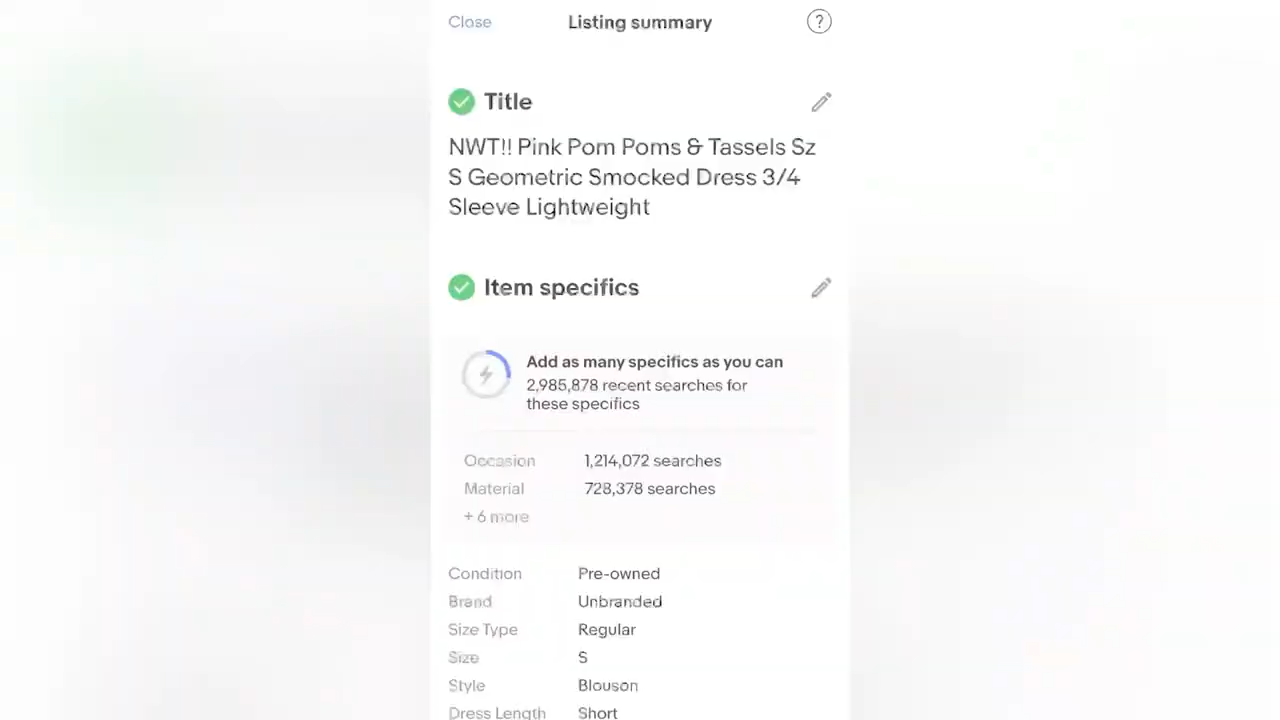 Close Listing summary ?
Title
NWT!! Pink Pom Poms & Tassels Sz
S Geometric Smocked Dress 3/4
Sleeve Lightweight
Item specifics
Add as many specifics as you can
2,985,878 recent searches for
these specifics
Occasion 1,214,072 searches
Material 728,378 searches
+ 6 more
Condition Pre-owned
Brand Unbranded
Size Type Regular
Size S
Style Blouson
Dress Length Short